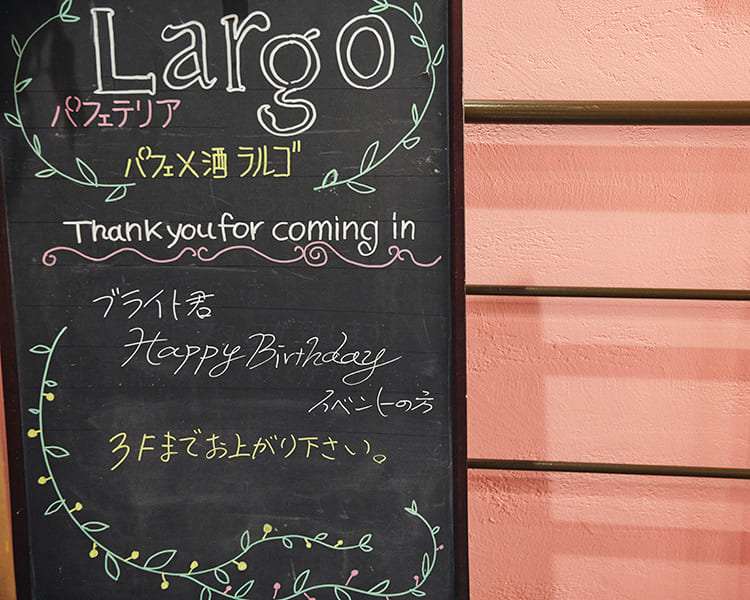 Largo
パフェテリア
パフェ×酒 ラルゴ
Thank you for coming in
ブライト君
Happy Birthday
イベントの方
3Fまでお上がり下さい。